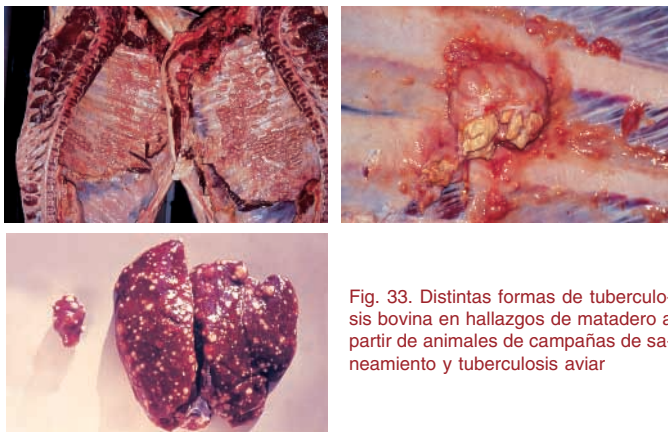 Fig. 33. Distintas formas de tuberculo-
sis bovina en hallazgos de matadero a
partir de animales de campañas de sa-
neamiento y tuberculosis aviar